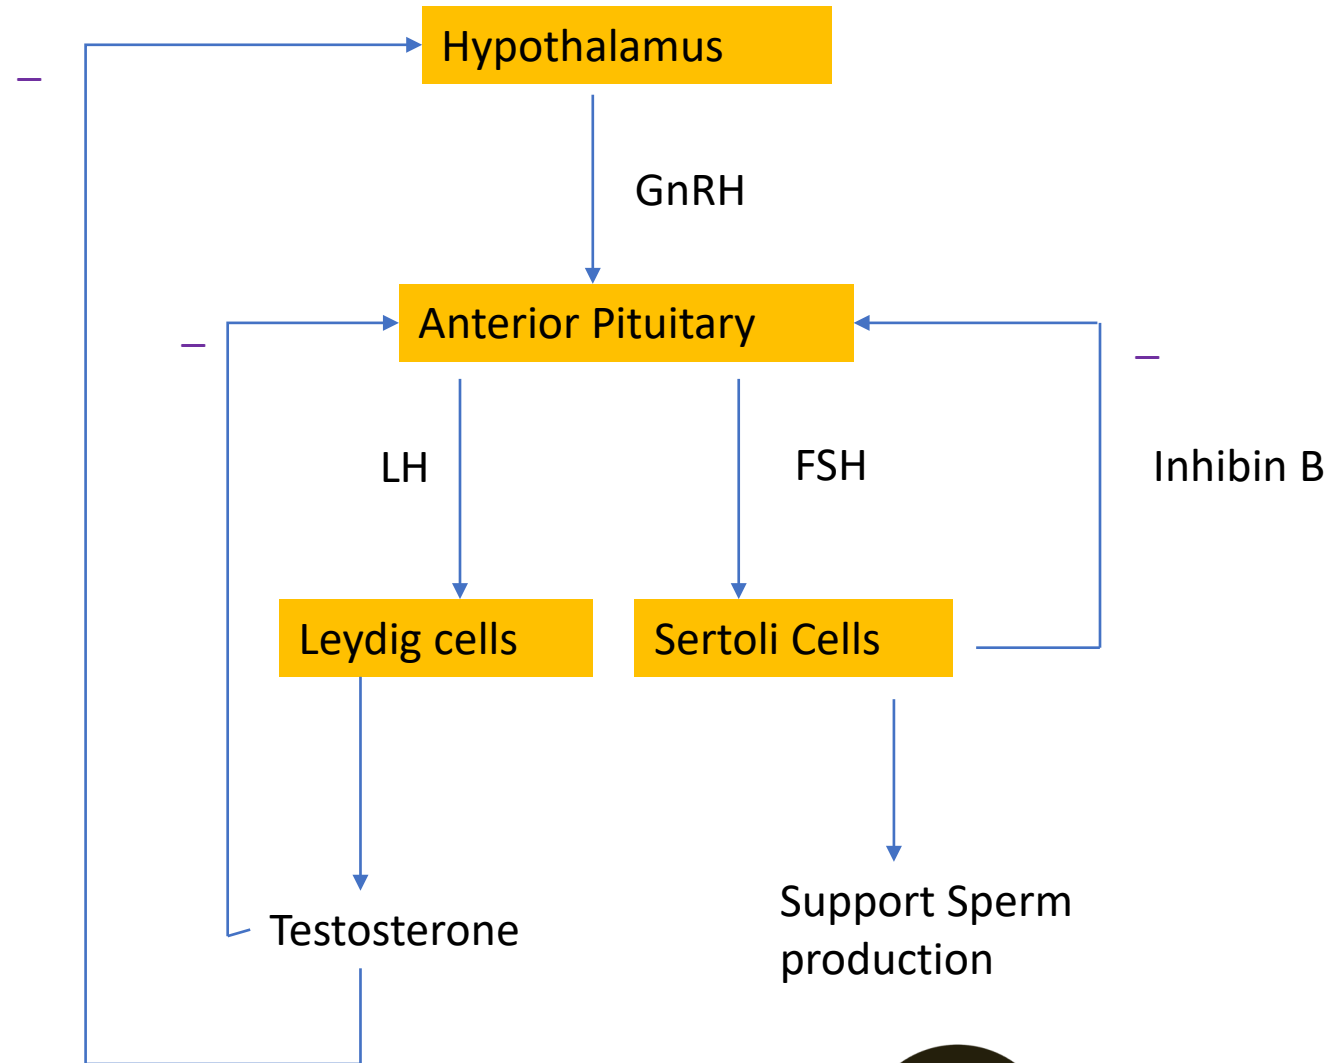 Hypothalamus
–
GnRH
Anterior Pituitary
–
–
LH
FSH
Inhibin B
Leydig cells
Sertoli Cells
Testosterone
Support Sperm
production